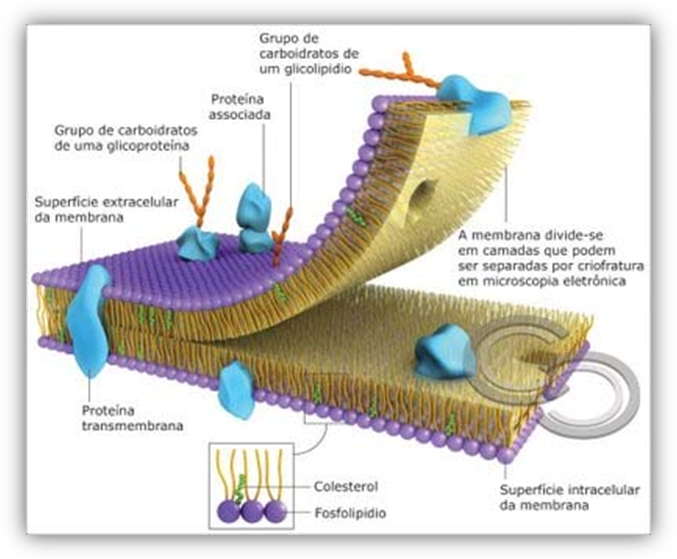 Grupo de
carboidratos de
um glicolipidio
Proteína
associada
Grupo de carboidratos
de uma glicoproteína
Superfície extracelular
da membrana
A membrana divide-se
em camadas que podem
ser separadas por criofratura
em microscopia eletrônica
Proteína
transmembrana
Colesterol
Fosfolipidio
Superfície intracelular
da membrana